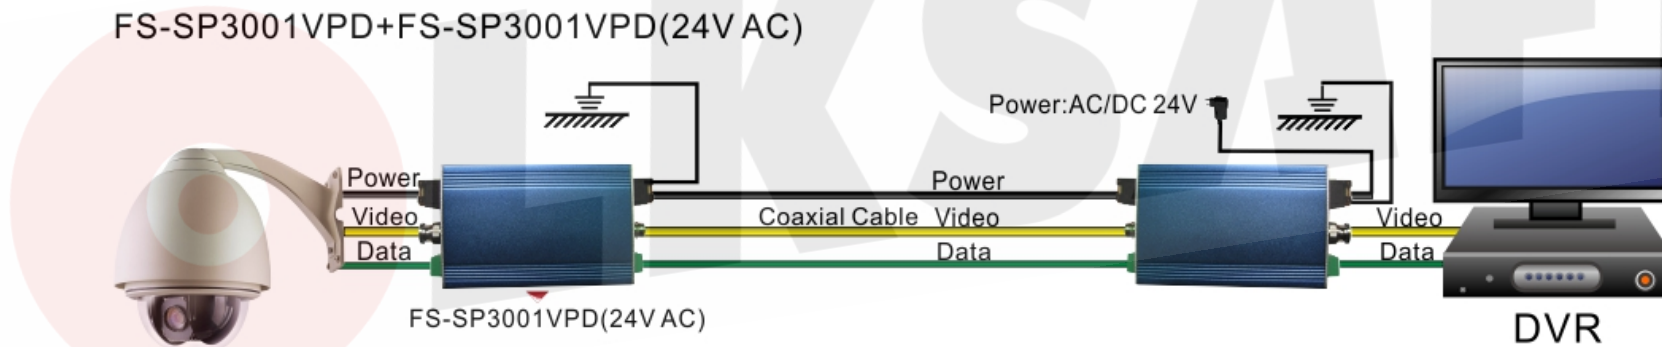 FS-SP3001VPD+FS-SP3001VPD(24V AC)
Power:AC/DC 24V
Power
Power
Video
Coaxial Cable Video
Video
Data
Data
Data
FS-SP3001VPD(24V AC)
DVR